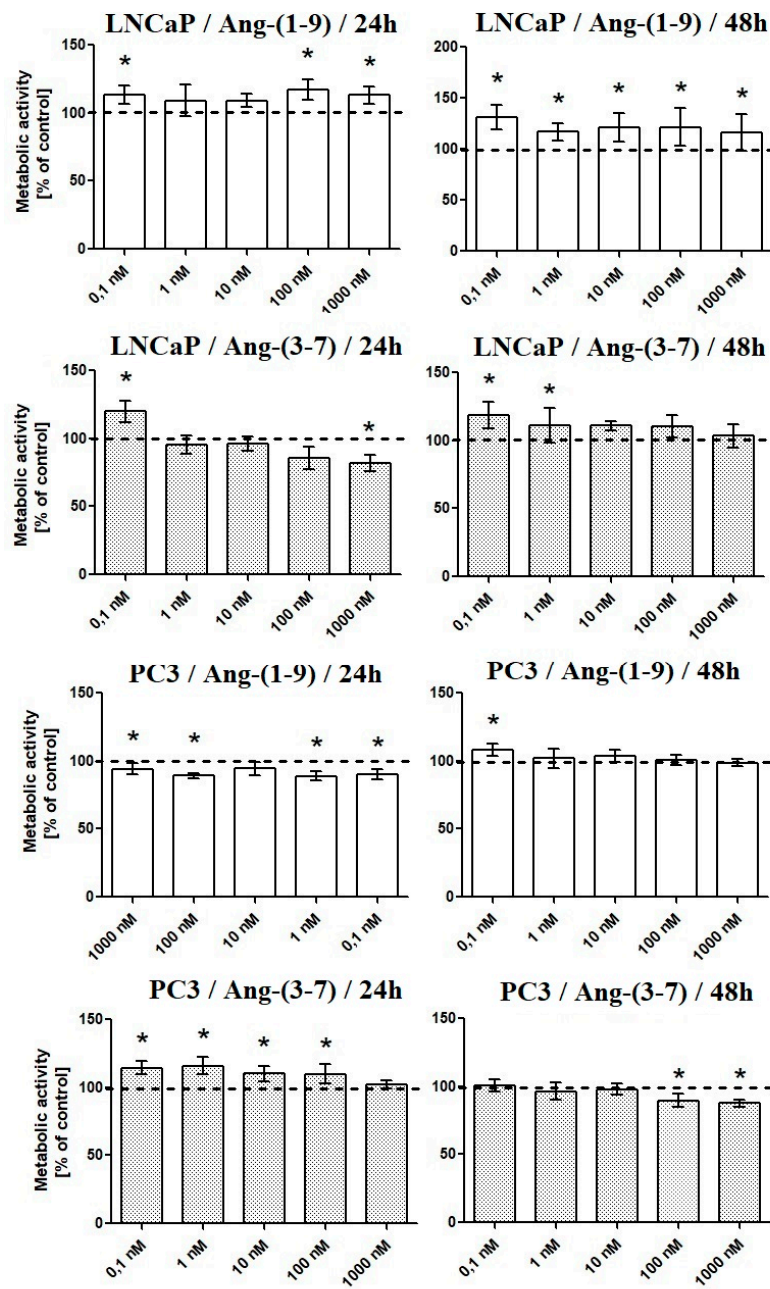 LNCaP / Ang-(1-9) / 24h
Metabolic activity
[% of control]
150
100
50
0
*
*
*
0,1 nM
1 nM
10 nM
100 nM
1000 nM
LNCaP / Ang-(1-9) / 48h
200
150
100
50
0
*
*
*
*
*
0,1 nM
1 nM
10 nM
100 nM
1000 nM
LNCaP / Ang-(3-7) / 24h
Metabolic activity
[% of control]
150
100
50
0
*
*
0,1 nM
1 nM
10 nM
100 nM
1000 nM
LNCaP / Ang-(3-7) / 48h
150
100
50
0
*
*
0,1 nM
1 nM
10 nM
100 nM
1000 nM
PC3 / Ang-(1-9) / 24h
Metabolic activity
[% of control]
150
100
50
0
*
*
*
*
1000 nM
100 nM
10 nM
1 nM
0,1 nM
PC3 / Ang-(1-9) / 48h
150
100
50
0
*
0,1 nM
1 nM
10 nM
100 nM
1000 nM
PC3 / Ang-(3-7) / 24h
Metabolic activity
[% of control]
150
100
50
0
*
*
*
*
0,1 nM
1 nM
10 nM
100 nM
1000 nM
PC3 / Ang-(3-7) / 48h
150
100
50
0
*
*
0,1 nM
1 nM
10 nM
100 nM
1000 nM